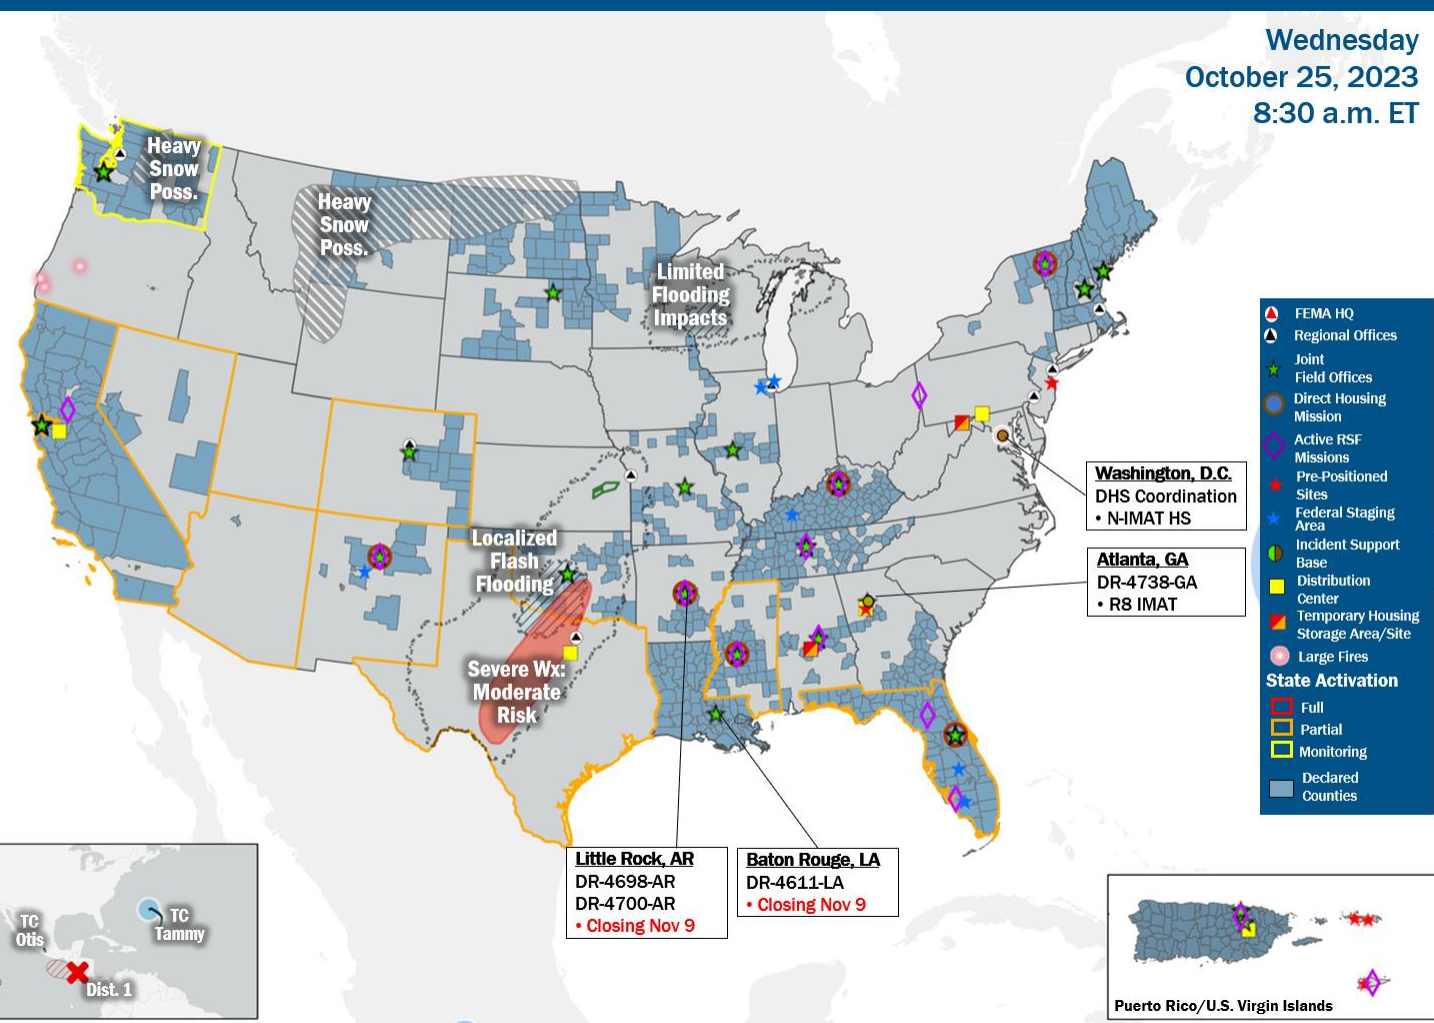 Wednesday
October 25, 2023
8:30 a.m. ET
Heavy
Snow
Poss.
Heavy
Snow
Poss.
Limited
Flooding
Impacts
Localized
Flash
Flooding
Severe Wx:
Moderate
Risk
Washington, D.C.
DHS Coordination
• N-IMAT HS
Atlanta, GA
DR-4738-GA
• R8 IMAT
Little Rock, AR
DR-4698-AR
DR-4700-AR
• Closing Nov 9
Baton Rouge, LA
DR-4611-LA
• Closing Nov 9
FEMA HQ
Regional Offices
Joint
Field Offices
Direct Housing
Mission
Active RSF
Missions
Pre-Positioned
Sites
Federal Staging
Area
Incident Support
Base
Distribution
Center
Temporary Housing
Storage Area/Site
Large Fires
State Activation
Full
Partial
Monitoring
Declared
Counties
TC
Otis
TC
Tammy
Dist. 1
Puerto Rico/U.S. Virgin Islands